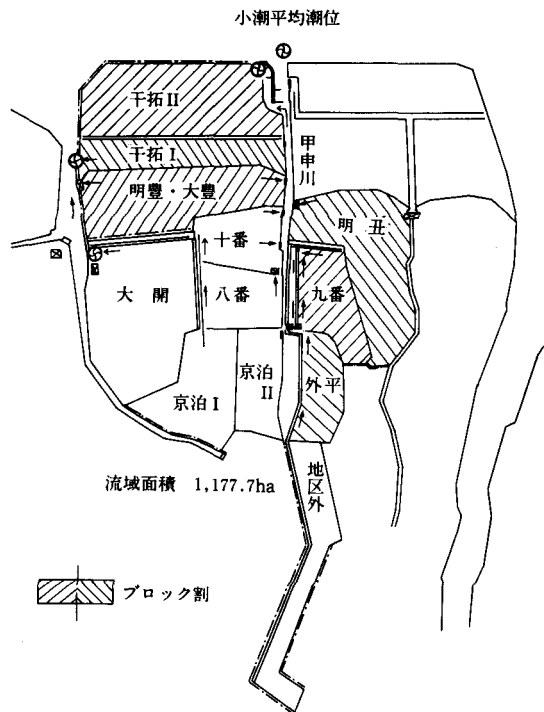 小潮平均潮位
干拓II
干拓I
甲申川
明豊・大豊
十番
明丑
大開
八番
九番
京泊I
京泊II
外平
地区外
流域面積 1,177.7ha
ブロック割